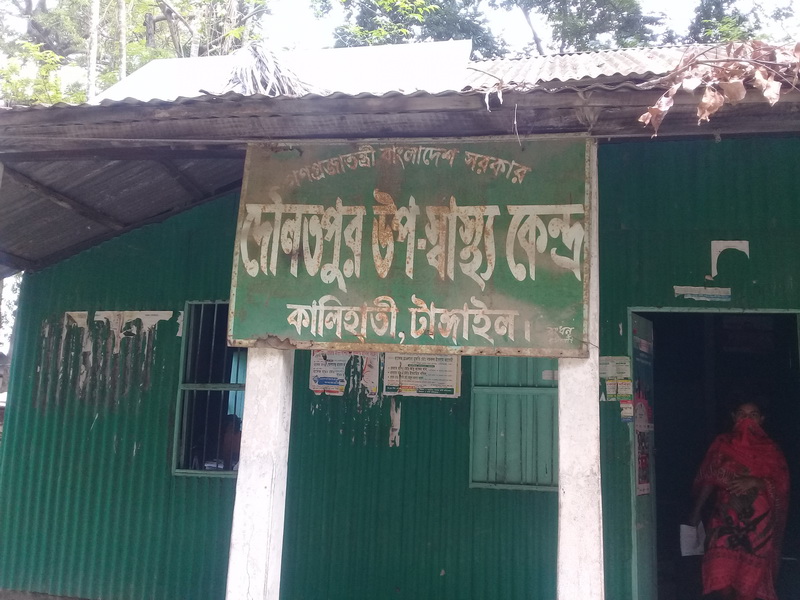 গণপ্রজাতন্ত্রী বাংলাদেশ সরকার
দৌলতপুর উপ-স্বাস্থ্য কেন্দ্র
কালিহাতী, টাঙ্গাইল।